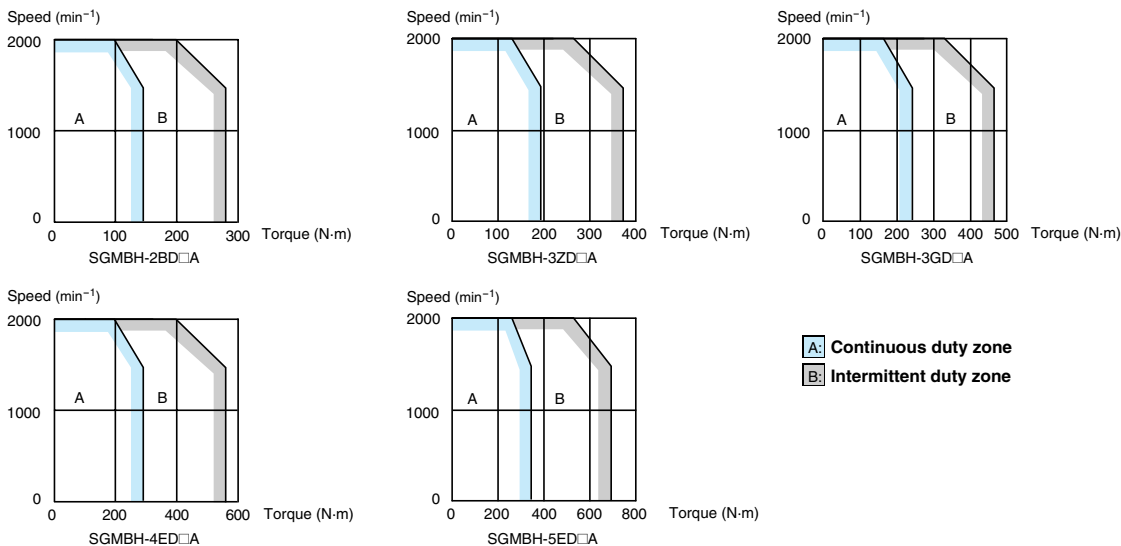 Speed (min⁻¹)
2000
A
B
1000
0
0 100 200 300 Torque (N·m)
SGMBH-2BD□A
Speed (min⁻¹)
2000
A
B
1000
0
0 100 200 300 400 Torque (N·m)
SGMBH-3ZD□A
Speed (min⁻¹)
2000
A
B
1000
0
0 100 200 300 400 500 Torque (N·m)
SGMBH-3GD□A
Speed (min⁻¹)
2000
A
B
1000
0
0 200 400 600 Torque (N·m)
SGMBH-4ED□A
Speed (min⁻¹)
2000
A
B
1000
0
0 200 400 600 800 Torque (N·m)
SGMBH-5ED□A
A: Continuous duty zone
B: Intermittent duty zone